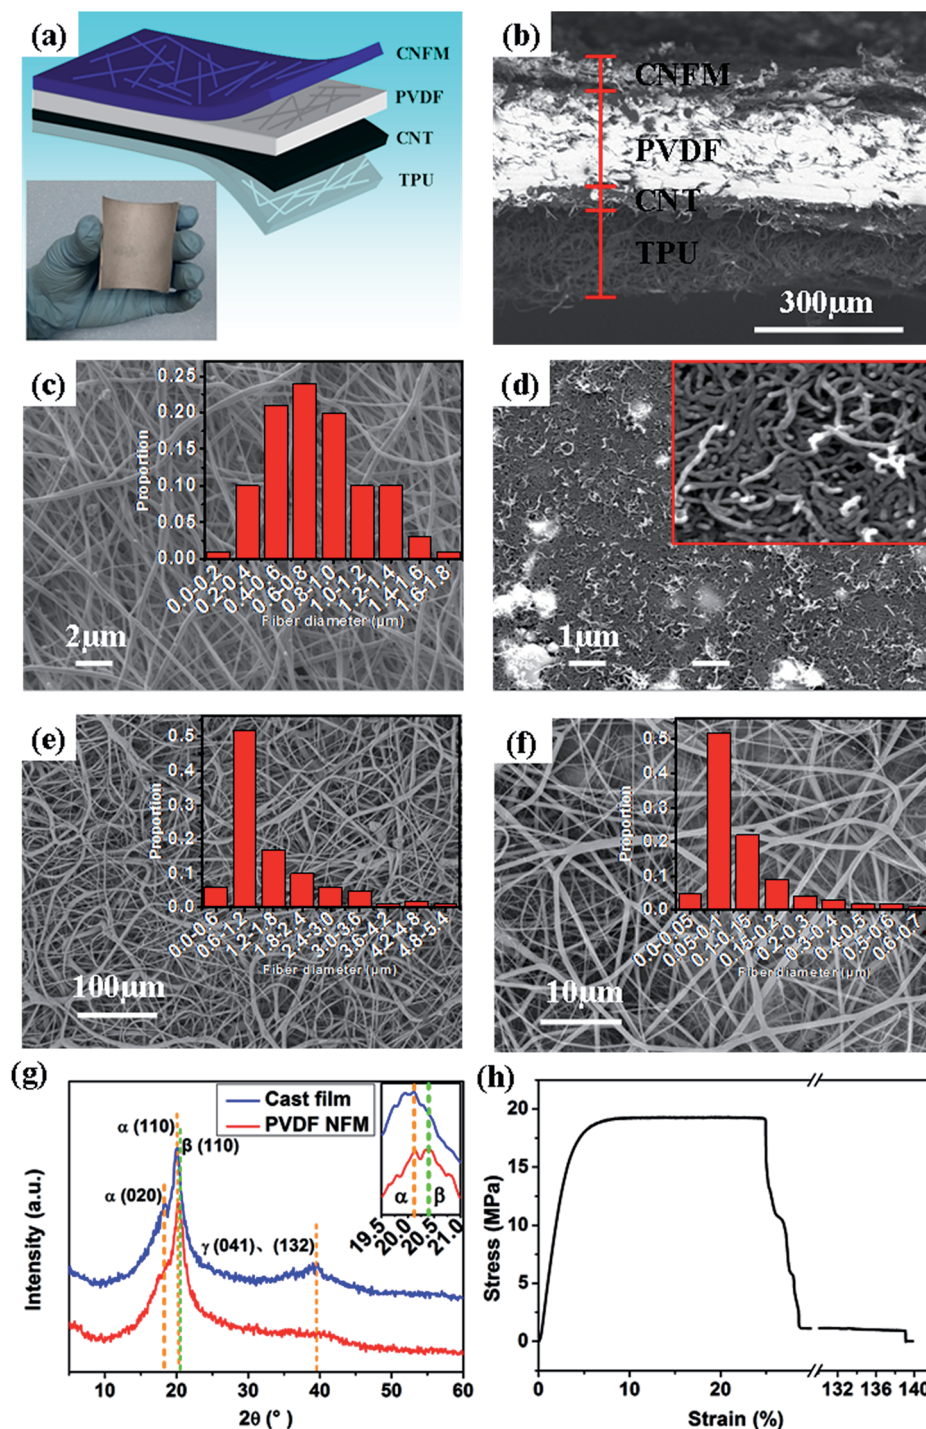 (a)
CNFM
PVDF
CNT
TPU
(b)
CNFM
PVDF
CNT
TPU
300μm
(c)
Proportion
0.25
0.20
0.10
0.05
0.00
0.0-0.2
0.2-0.4
0.4-0.6
0.6-0.8
0.8-1.0
1.0-1.2
1.2-1.4
1.4-1.6
1.6-1.8
Fiber diameter (μm)
2μm
(d)
1μm
(e)
Proportion
0.5
0.4
0.3
0.2
0.1
0.0
0.0-0.6
0.6-1.2
1.2-1.8
1.8-2.4
2.4-3.0
3.0-3.6
3.6-4.2
4.2-4.8
4.8-5.4
Fiber diameter (μm)
100μm
(f)
Proportion
0.5
0.4
0.3
0.2
0.1
0.0
0.0-0.05
0.05-0.1
0.1-0.15
0.15-0.2
0.2-0.3
0.3-0.4
0.4-0.5
0.5-0.6
0.6-0.7
Fiber diameter (μm)
10μm
(g)
Intensity (a.u.)
Cast film
PVDF NFM
α (110)
β (110)
α (020)
γ (041)、(132)
α β
19.5 20.0 20.5 21.0
10 20 30 40 50 60
2θ (°)
(h)
Stress (MPa)
20
15
10
5
0
0 10 20 132 136 140
Strain (%)